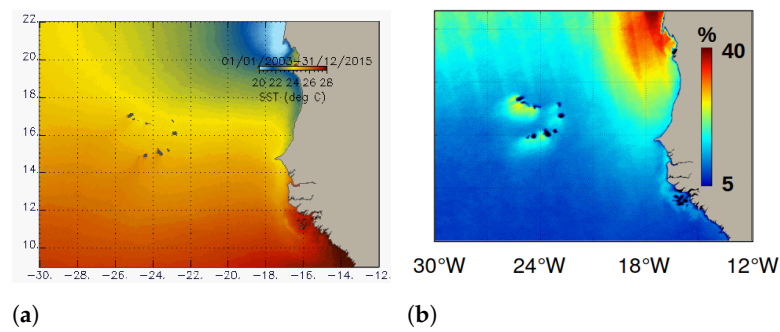 22.
20.
18.
16.
14.
12.
10.
01/01/2003-31/12/2015
20 22 24 26 28
SST (deg C)
-30. -28. -26. -24. -22. -20. -18. -16. -14. -12.
%
40
5
30°W 24°W 18°W 12°W
(a) (b)